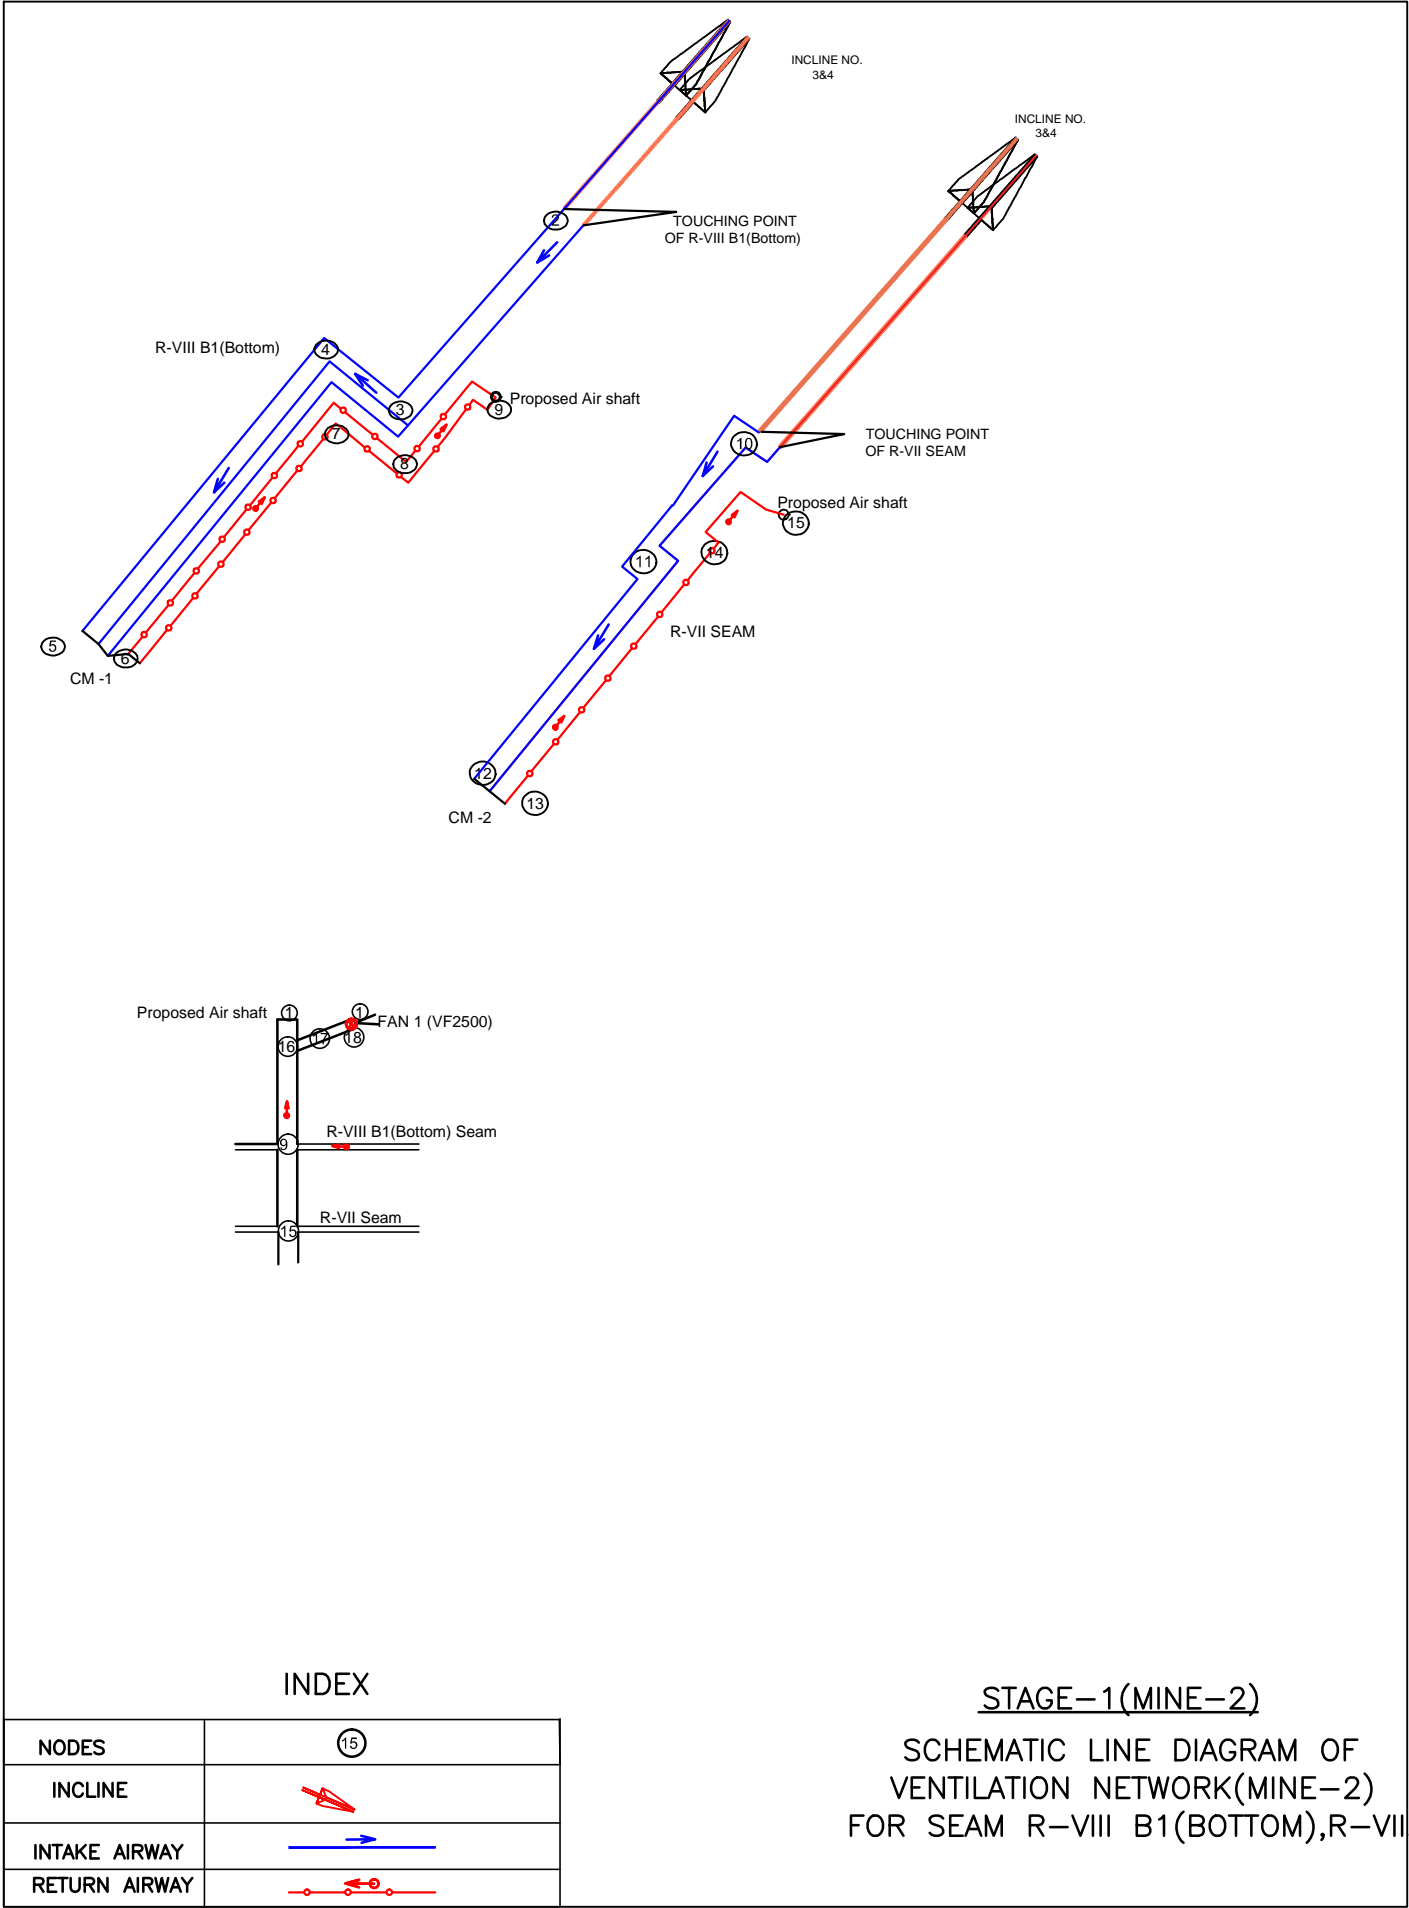 INCLINE NO.
3&4
INCLINE NO.
3&4
2
TOUCHING POINT
OF R-VIII B1(Bottom)
R-VIII B1(Bottom)
4
3
Proposed Air shaft
9
7
8
5
6
CM -1
10
TOUCHING POINT
OF R-VII SEAM
Proposed Air shaft
15
11
14
R-VII SEAM
12
13
CM -2
Proposed Air shaft
1
1
FAN 1 (VF2500)
16
17
18
R-VIII B1(Bottom) Seam
9
R-VII Seam
15
INDEX
NODES
15
INCLINE
INTAKE AIRWAY
RETURN AIRWAY
STAGE-1(MINE-2)
SCHEMATIC LINE DIAGRAM OF
VENTILATION NETWORK(MINE-2)
FOR SEAM R-VIII B1(BOTTOM),R-VII